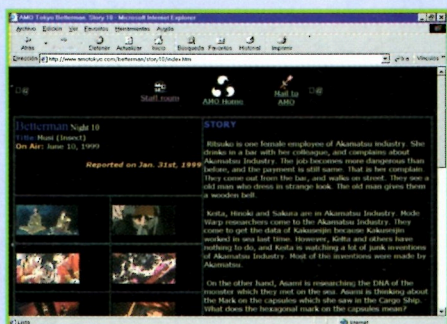 AMO Tokyo Betterman, Story 10 - Microsoft Internet Explorer
Archivo Edición Ver Favoritos Herramientas Ayuda
Atrás Detener Actualizar Inicio Búsqueda Favoritos Historial Imprimir
Dirección http://www.amotokyo.com/betterman/story10/index.htm Ir a Vínculos
Staff room
AMO Home
Mail to
AMO
Betterman Night 10
Title Musi (Insect)
On Air: June 10, 1999
Reported on Jan. 31st, 1999
STORY
Ritsuko is one female employee of Akamatsu industry. She
drinks in a bar with her colleague, and complains about
Akamatsu Industry. The job becomes more dangerous than
before, and the payment is still same. That is her complain.
They come out from the bar, and walks on street. They see a
old man who dress in strange look. The old man gives them
a wooden bell.
Keita, Hinoki and Sakura are in Akamatsu Industry. Mode
Warp researchers come to the Akamatsu Industry. They
come to get the data of Kakuseijin because Kakuseijin
worked in sea last time. However, Keita and others have
nothing to do, and Keita is watching a lot of junk inventions
of Akamatsu. Most of the inventions were made by
Akamatsu.
On the other hand, Asami is researching the DNA of the
monster which they met on the sea. Asami is thinking about
the Mark on the capsules which she saw in the Cargo Ship.
What does the hexagonal mark on the capsules mean?
Internet